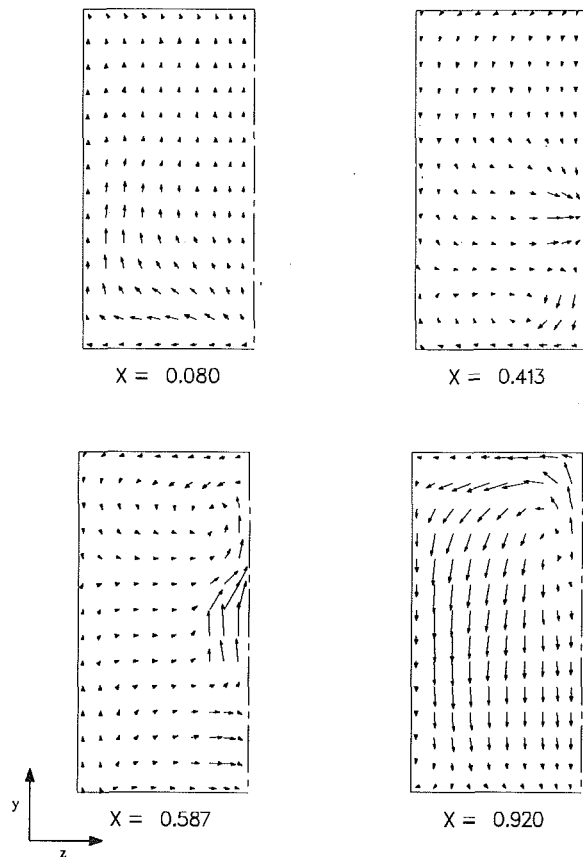 X = 0.080
X = 0.413
X = 0.587
X = 0.920
y
z